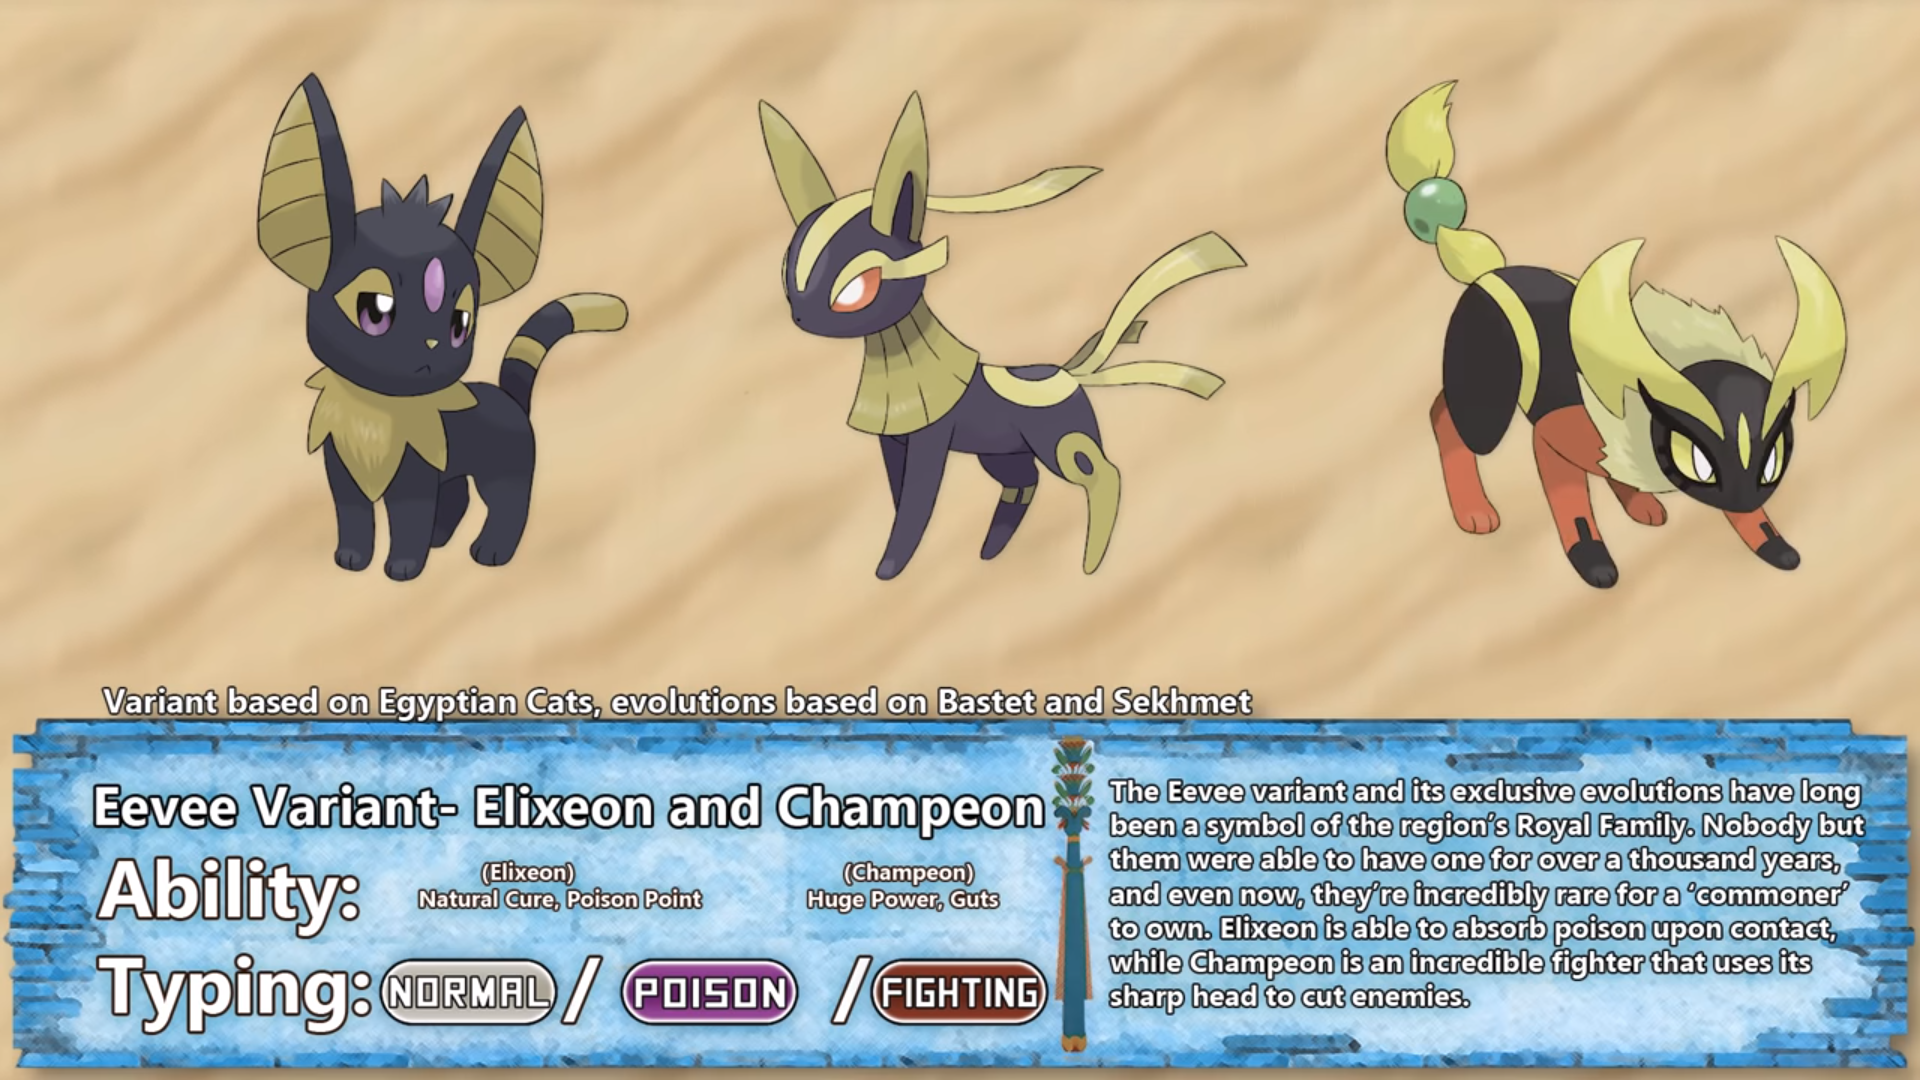 Variant based on Egyptian Cats, evolutions based on Bastet and Sekhmet
Eevee Variant- Elixeon and Champeon
Ability:
(Elixeon)
Natural Cure, Poison Point
(Champeon)
Huge Power, Guts
Typing: NORMAL / POISON / FIGHTING
The Eevee variant and its exclusive evolutions have long
been a symbol of the region's Royal Family. Nobody but
them were able to have one for over a thousand years,
and even now, they're incredibly rare for a 'commoner'
to own. Elixeon is able to absorb poison upon contact,
while Champeon is an incredible fighter that uses its
sharp head to cut enemies.